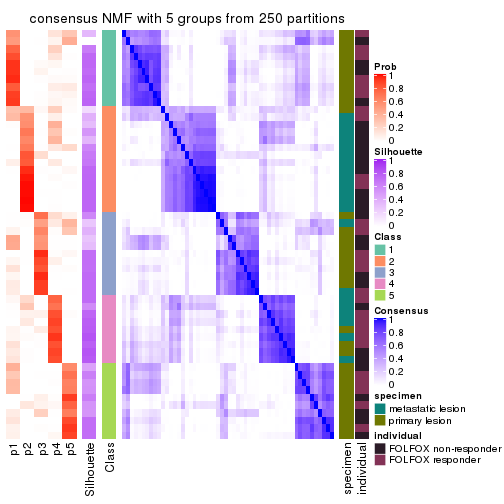 consensus NMF with 5 groups from 250 partitions
Prob
1
0.8
0.6
0.4
0.2
0
Silhouette
1
0.8
0.6
0.4
0.2
0
Class
1
2
3
4
5
Consensus
1
0.8
0.6
0.4
0.2
0
specimen
metastatic lesion
primary lesion
individual
FOLFOX non-responder
FOLFOX responder
p1
p2
p3
p4
p5
Silhouette
Class
specimen
individual